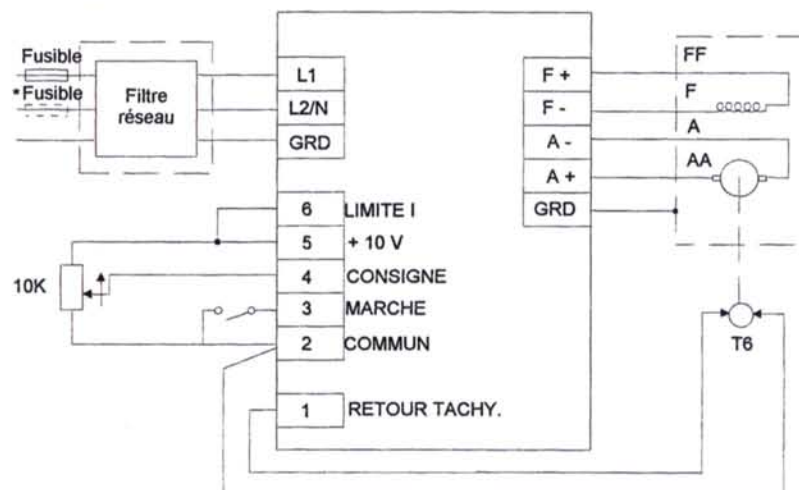 Fusible
*Fusible
Filtre
réseau
L1
L2/N
GRD
6 LIMITE I
5 + 10 V
4 CONSIGNE
3 MARCHE
2 COMMUN
1 RETOUR TACHY.
10K
F +
F -
A -
A +
GRD
FF
F
A
AA
T6